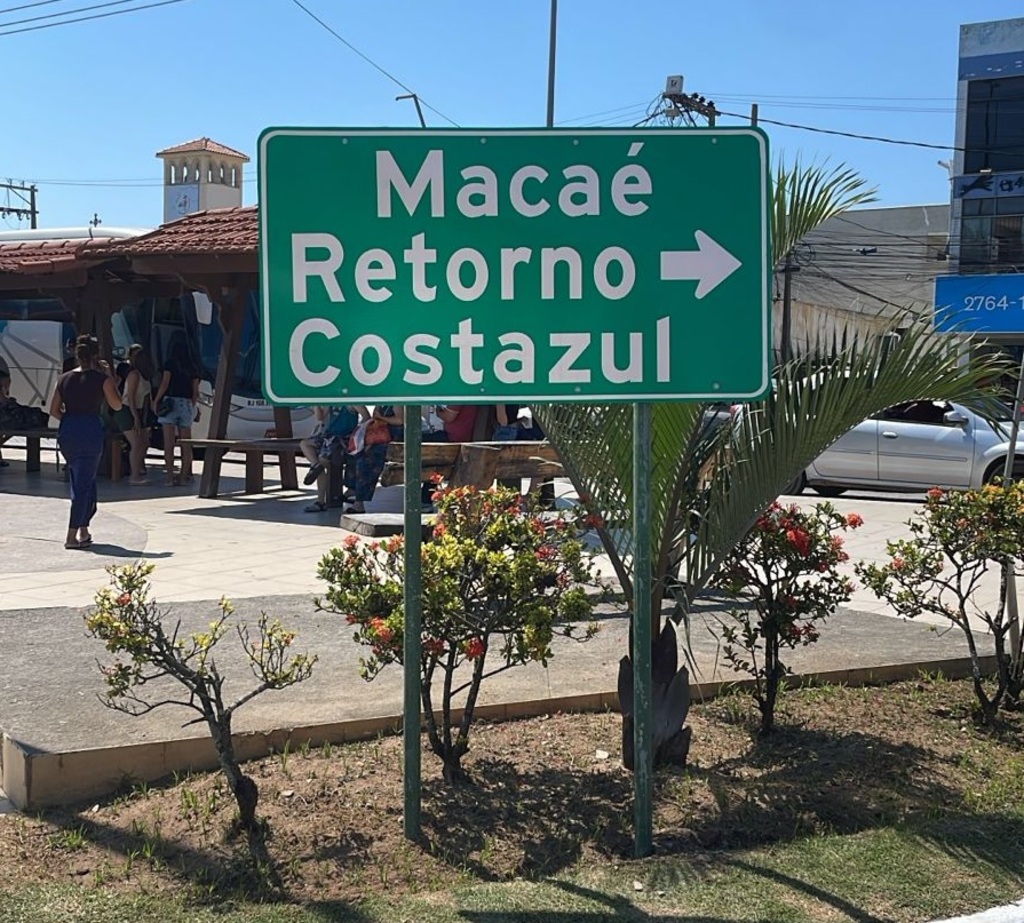 Macaé
Retorno
Costazul
2764-1